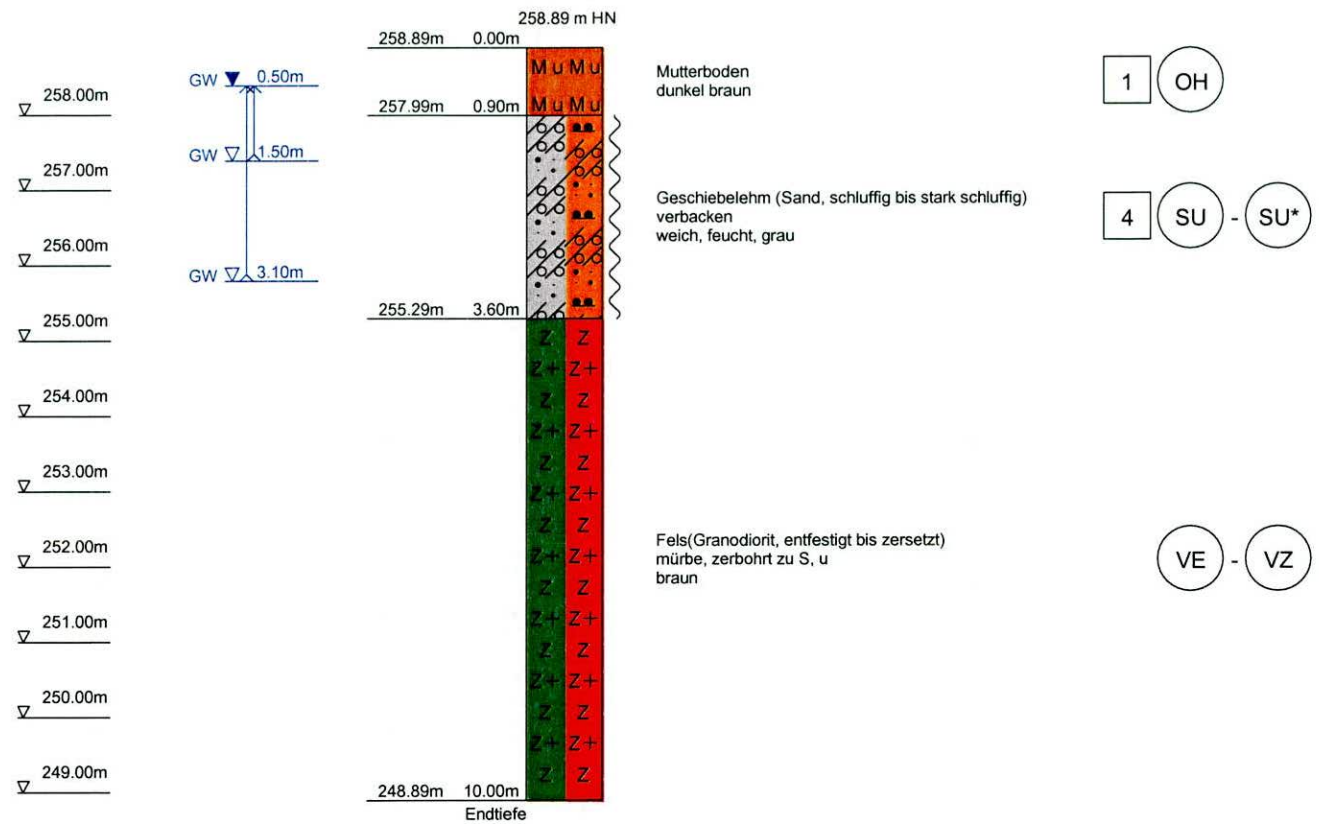 258.89 m HN
258.89m 0.00m
Mu Mu
Mutterboden
dunkel braun
1 OH
GW 0.50m
258.00m
257.99m 0.90m
Mu Mu
GW 1.50m
257.00m
Geschiebelehm (Sand, schluffig bis stark schluffig)
verbacken
weich, feucht, grau
4 SU - SU*
256.00m
GW 3.10m
255.29m 3.60m
255.00m
Z Z
Z+ Z+
254.00m
Z Z
Z+ Z+
253.00m
Z Z
Z+ Z+
Z Z
252.00m
Fels(Granodiorit, entfestigt bis zersetzt)
mürbe, zerbohrt zu S, u
braun
VE - VZ
Z+ Z+
Z Z
251.00m
Z+ Z+
Z Z
250.00m
Z+ Z+
Z Z
249.00m
Z+ Z+
Z Z
248.89m 10.00m
Endtiefe